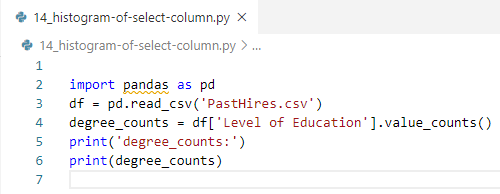 14_histogram-of-select-column.py ×
14_histogram-of-select-column.py > ...
1
2 import pandas as pd
3 df = pd.read_csv('PastHires.csv')
4 degree_counts = df['Level of Education'].value_counts()
5 print('degree_counts:')
6 print(degree_counts)
7